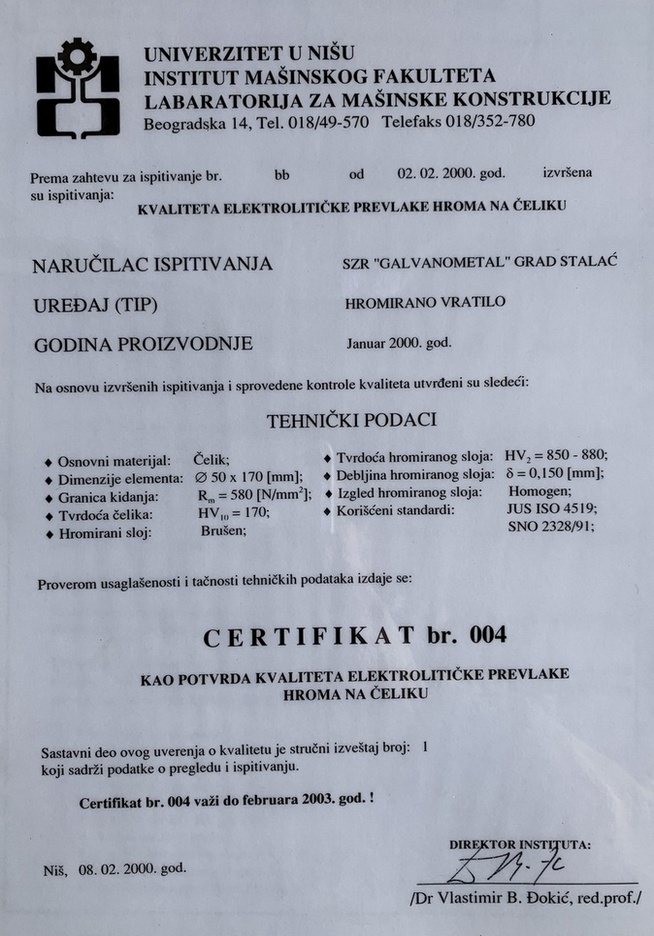 UNIVERZITET U NIŠU
INSTITUT MAŠINSKOG FAKULTETA
LABARATORIJA ZA MAŠINSKE KONSTRUKCIJE
Beogradska 14, Tel. 018/49-570 Telefaks 018/352-780
Prema zahtevu za ispitivanje br. bb od 02. 02. 2000. god. izvršena
su ispitivanja:
KVALITETA ELEKTROLITIČKE PREVLAKE HROMA NA ČELIKU
NARUČILAC ISPITIVANJA SZR "GALVANOMETAL" GRAD STALAĆ
UREĐAJ (TIP) HROMIRANO VRATILO
GODINA PROIZVODNJE Januar 2000. god.
Na osnovu izvršenih ispitivanja i sprovedene kontrole kvaliteta utvrđeni su sledeći:
TEHNIČKI PODACI
♦ Osnovni materijal: Čelik;
♦ Dimenzije elementa: Ø 50 x 170 [mm];
♦ Granica kidanja: Rm = 580 [N/mm²];
♦ Tvrdoća čelika: HV₁₀ = 170;
♦ Hromirani sloj: Brušen;
♦ Tvrdoća hromiranog sloja: HV₂ = 850 - 880;
♦ Debljina hromiranog sloja: δ = 0,150 [mm];
♦ Izgled hromiranog sloja: Homogen;
♦ Korišćeni standardi: JUS ISO 4519;
SNO 2328/91;
Proverom usaglašenosti i tačnosti tehničkih podataka izdaje se:
CERTIFIKAT br. 004
KAO POTVRDA KVALITETA ELEKTROLITIČKE PREVLAKE
HROMA NA ČELIKU
Sastavni deo ovog uverenja o kvalitetu je stručni izveštaj broj: 1
koji sadrži podatke o pregledu i ispitivanju.
Certifikat br. 004 važi do februara 2003. god. !
DIREKTOR INSTITUTA:
Niš, 08. 02. 2000. god.
/Dr Vlastimir B. Đokić, red.prof./